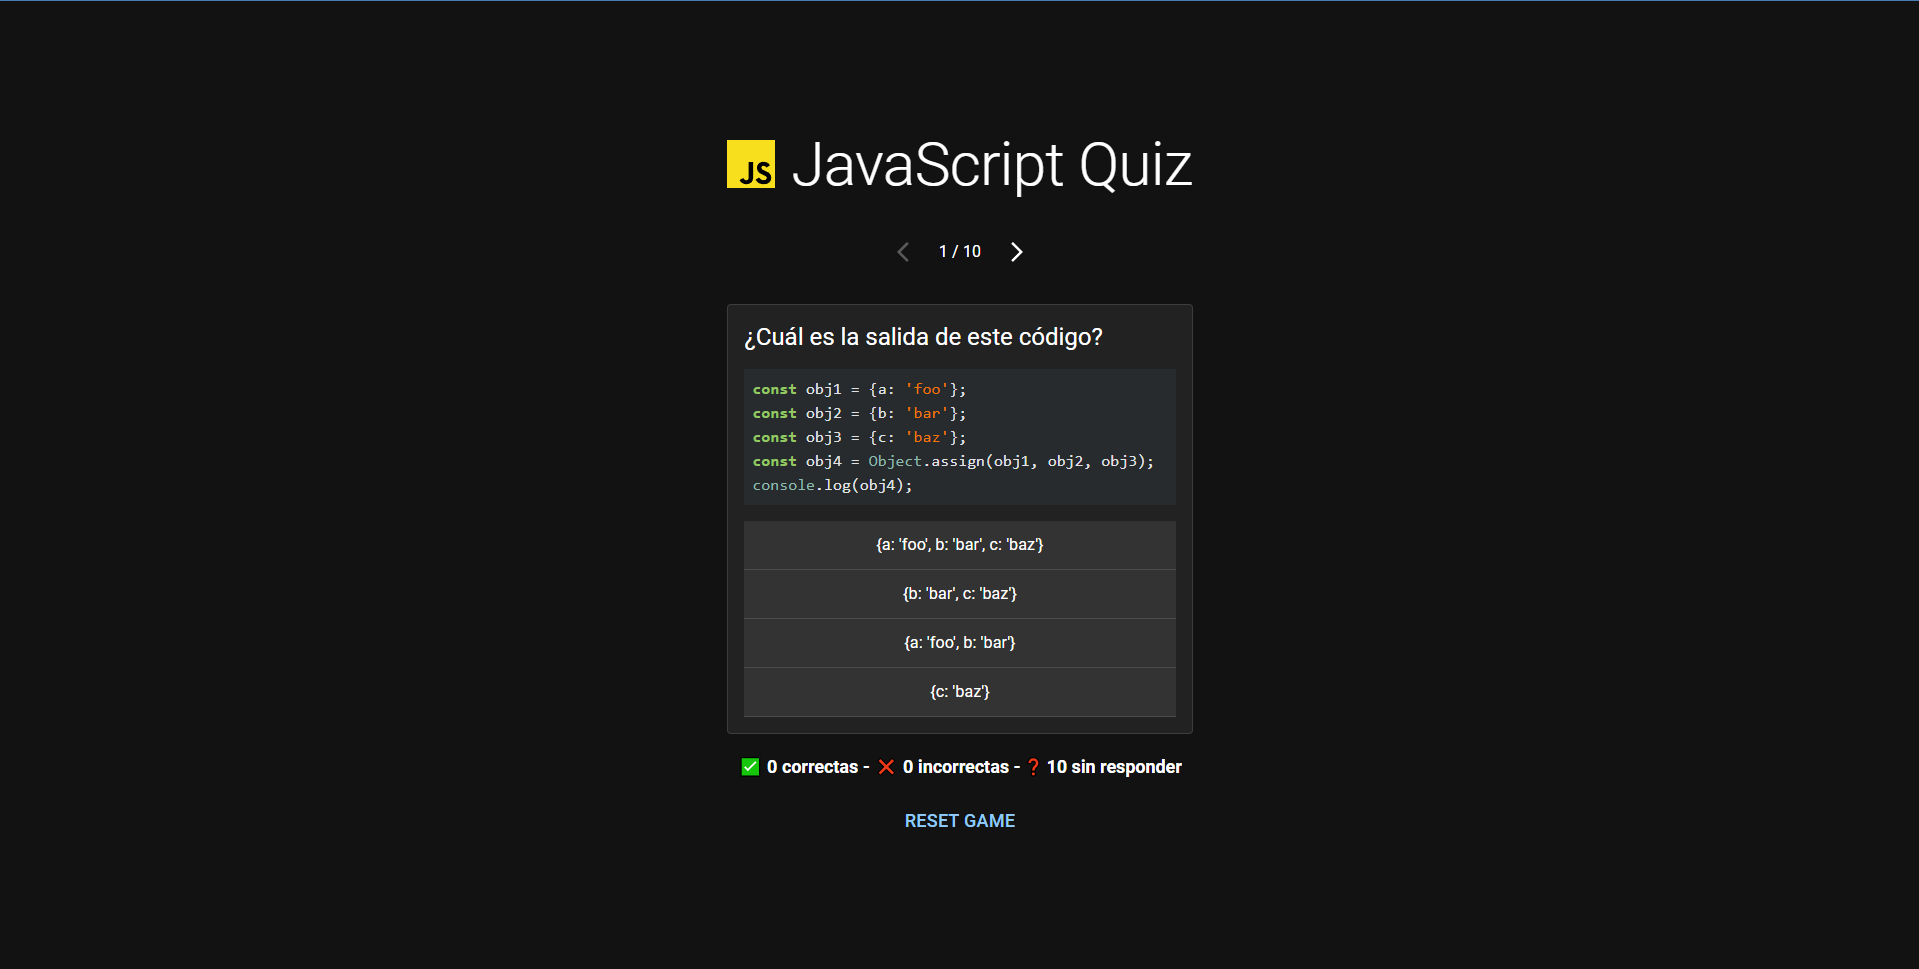 JS JavaScript Quiz
1 / 10
¿Cuál es la salida de este código?
const obj1 = {a: 'foo'};
const obj2 = {b: 'bar'};
const obj3 = {c: 'baz'};
const obj4 = Object.assign(obj1, obj2, obj3);
console.log(obj4);
{a: 'foo', b: 'bar', c: 'baz'}
{b: 'bar', c: 'baz'}
{a: 'foo', b: 'bar'}
{c: 'baz'}
✅ 0 correctas - ❌ 0 incorrectas - ❓ 10 sin responder
RESET GAME